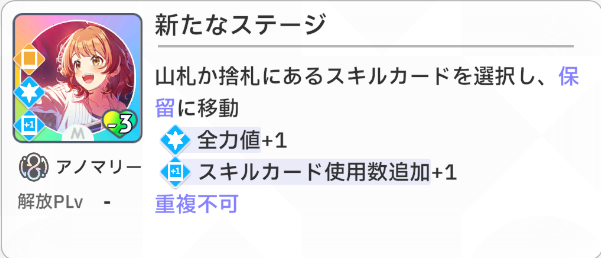 新たなステージ
山札か捨札にあるスキルカードを選択し、保
留に移動
全力値+1
+1 スキルカード使用数追加+1
重複不可
+1
M
-3
アノマリー
解放PLv -